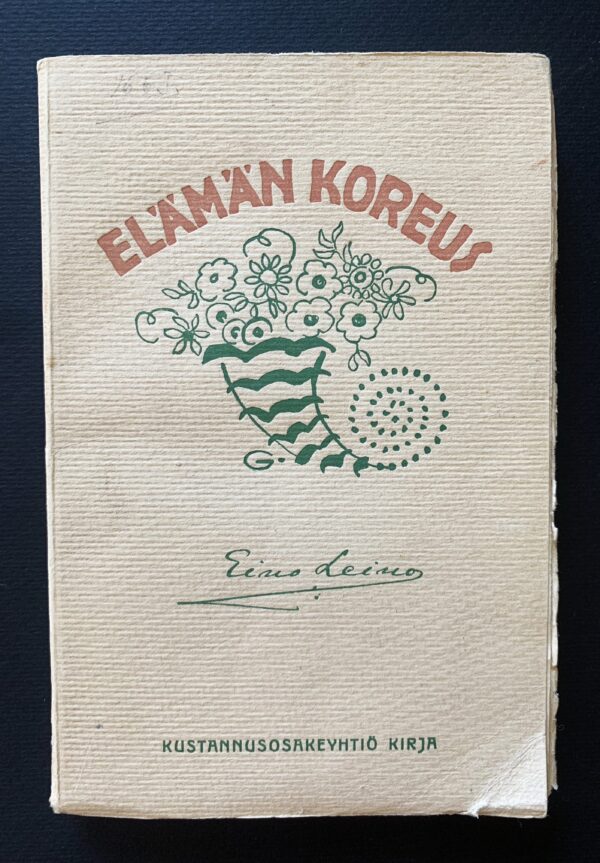 ELÄMÄN KOREUS
G.
Eino Leino
KUSTANNUSOSAKEYHTIÖ KIRJA